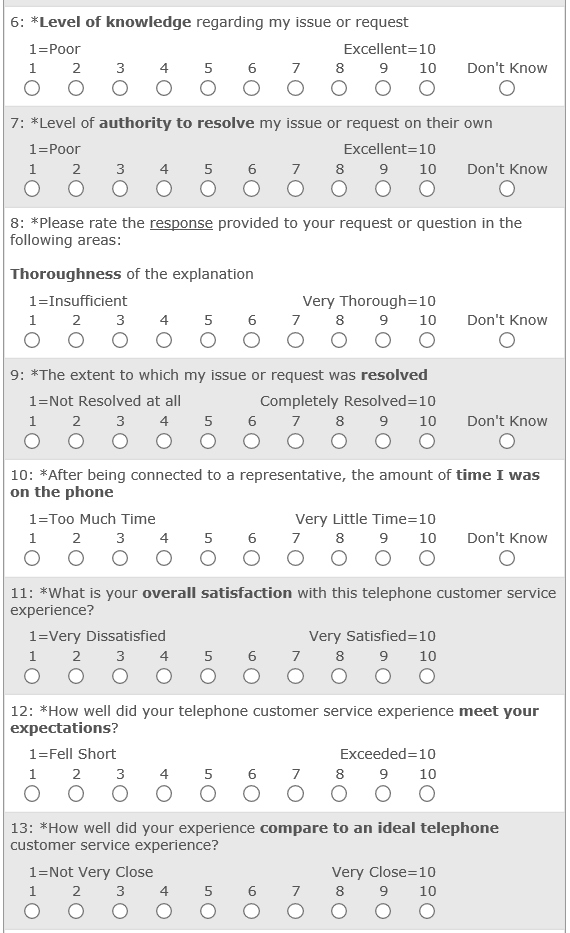 6: *Level of knowledge regarding my issue or request
1=Poor Excellent=10
1 2 3 4 5 6 7 8 9 10 Don't Know
7: *Level of authority to resolve my issue or request on their own
1=Poor Excellent=10
1 2 3 4 5 6 7 8 9 10 Don't Know
8: *Please rate the response provided to your request or question in the
following areas:
Thoroughness of the explanation
1=Insufficient Very Thorough=10
1 2 3 4 5 6 7 8 9 10 Don't Know
9: *The extent to which my issue or request was resolved
1=Not Resolved at all Completely Resolved=10
1 2 3 4 5 6 7 8 9 10 Don't Know
10: *After being connected to a representative, the amount of time I was
on the phone
1=Too Much Time Very Little Time=10
1 2 3 4 5 6 7 8 9 10 Don't Know
11: *What is your overall satisfaction with this telephone customer service
experience?
1=Very Dissatisfied Very Satisfied=10
1 2 3 4 5 6 7 8 9 10
12: *How well did your telephone customer service experience meet your
expectations?
1=Fell Short Exceeded=10
1 2 3 4 5 6 7 8 9 10
13: *How well did your experience compare to an ideal telephone
customer service experience?
1=Not Very Close Very Close=10
1 2 3 4 5 6 7 8 9 10